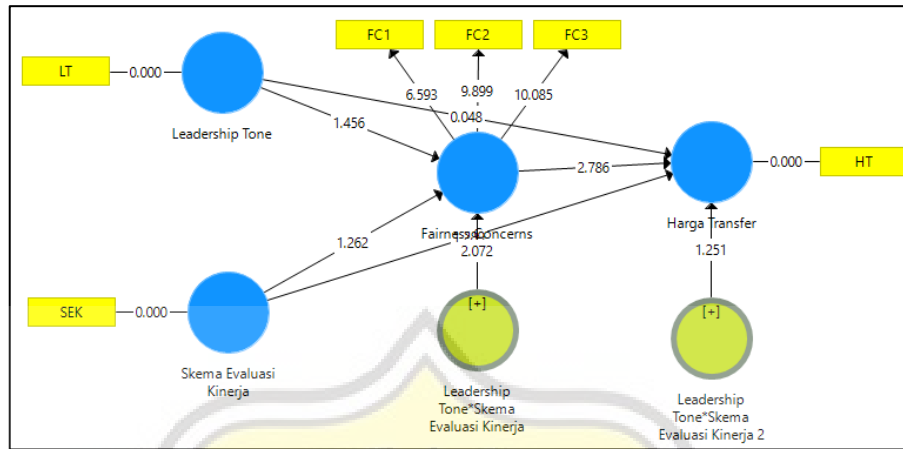 FC1 FC2 FC3
LT
0.000
6.593
9.899
10.085
Leadership Tone
1.456
0.048
2.786
0.000
HT
Fairness Concerns
Harga Transfer
1.262
2.072
1.251
SEK
0.000
[+]
[+]
Skema Evaluasi
Kinerja
Leadership
Tone*Skema
Evaluasi Kinerja
Leadership
Tone*Skema
Evaluasi Kinerja 2